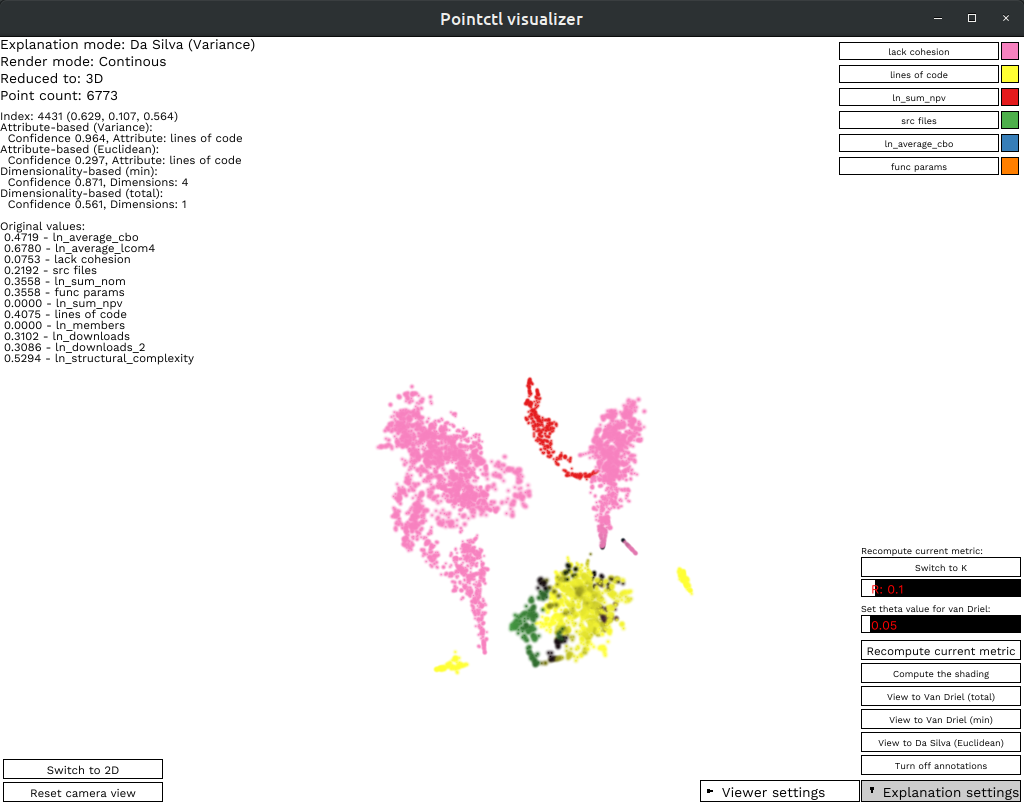 Pointctl visualizer
Explanation mode: Da Silva (Variance)
Render mode: Continous
Reduced to: 3D
Point count: 6773
Index: 4431 (0.629, 0.107, 0.564)
Attribute-based (Variance):
Confidence 0.964, Attribute: lines of code
Attribute-based (Euclidean):
Confidence 0.297, Attribute: lines of code
Dimensionality-based (min):
Confidence 0.871, Dimensions: 4
Dimensionality-based (total):
Confidence 0.561, Dimensions: 1
Original values:
0.4719 - ln_average_cbo
0.6780 - ln_average_lcom4
0.0753 - lack cohesion
0.2192 - src files
0.3558 - ln_sum_nom
0.3558 - func params
0.0000 - ln_sum_npv
0.4075 - lines of code
0.0000 - ln_members
0.3102 - ln_downloads
0.3086 - ln_downloads_2
0.5294 - ln_structural_complexity
lack cohesion
lines of code
ln_sum_npv
src files
ln_average_cbo
func params
Recompute current metric:
Switch to K
R: 0.1
Set theta value for van Driel:
0.05
Recompute current metric
Compute the shading
View to Van Driel (total)
View to Van Driel (min)
View to Da Silva (Euclidean)
Turn off annotations
Switch to 2D
Reset camera view
Viewer settings
Explanation settings